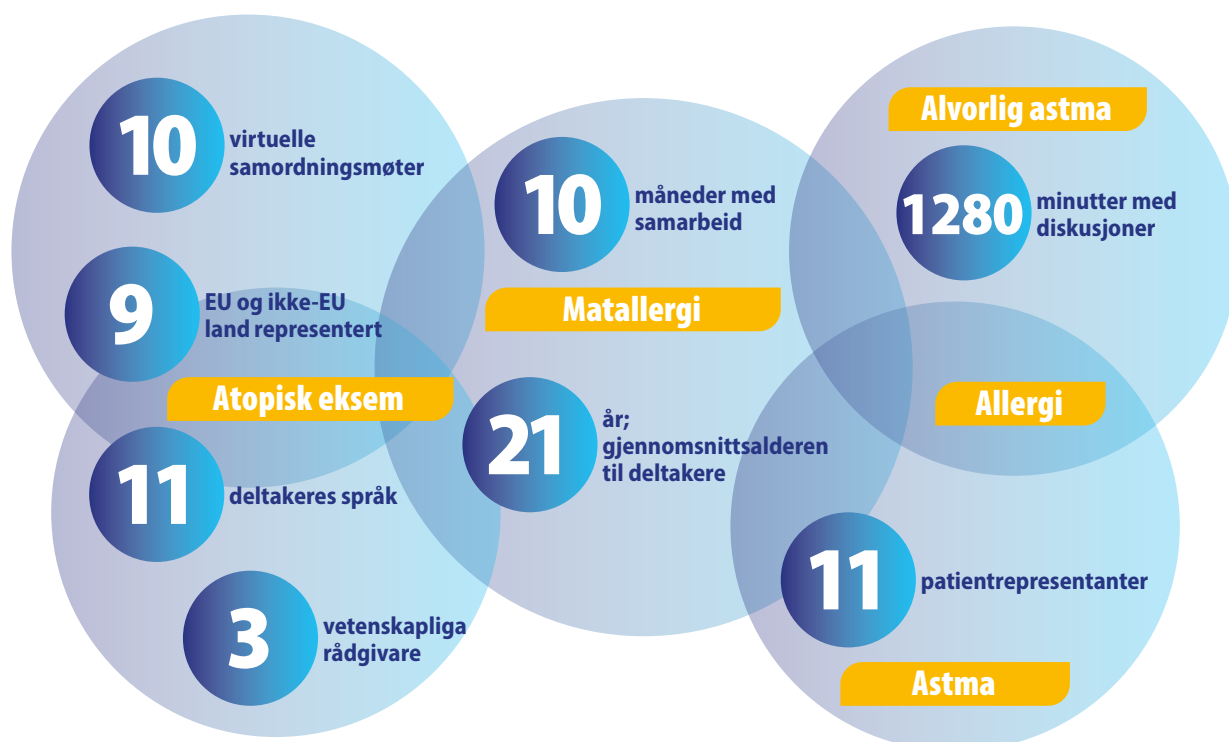 10
virtuelle
samordningsmøter
9
EU og ikke-EU
land representert
Atopisk eksem
11
deltakeres språk
3
vetenskapliga
rådgivare
10
måneder med
samarbeid
Matallergi
21
år;
gjennomsnittsalderen
til deltakere
Alvorlig astma
1280
minutter med
diskusjoner
Allergi
11
patientrepresentanter
Astma